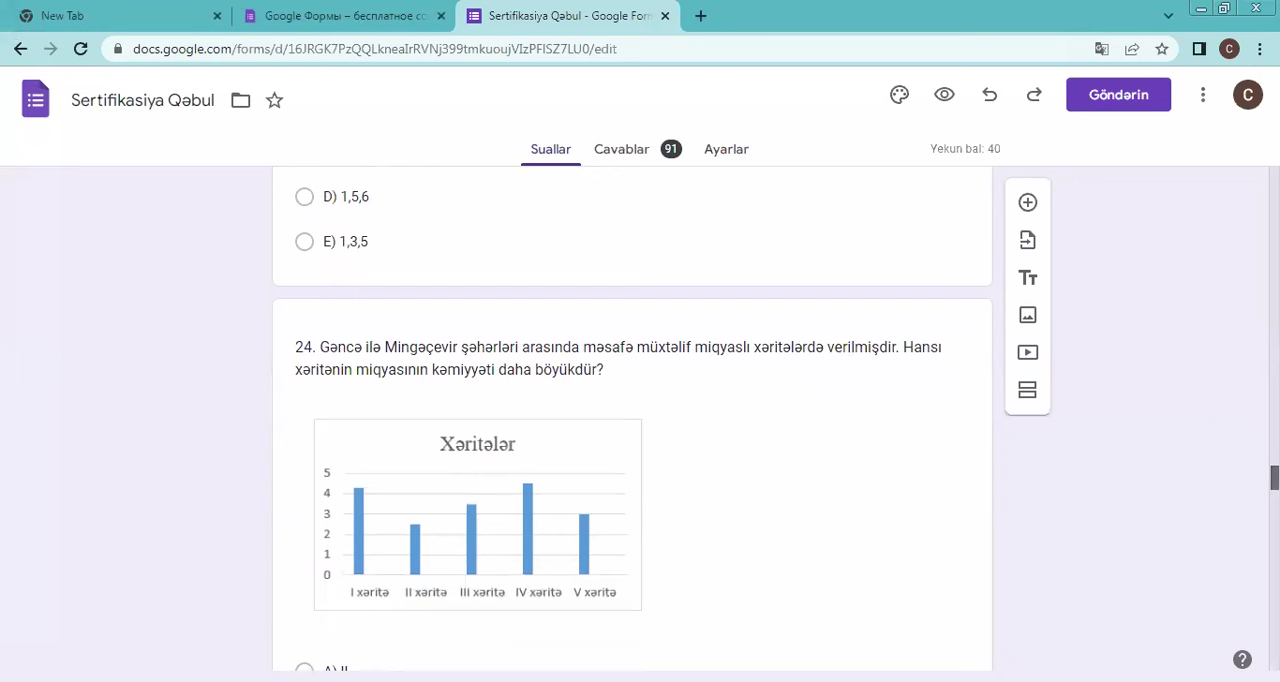 New Tab
Google Формы – бесплатное со
Sertifikasiya Qəbul - Google Form
docs.google.com/forms/d/16JRGK7PzQQLkneaIrRVNj399tmkuoujVIzPFlSZ7LU0/edit
C
Sertifikasiya Qəbul
Göndərin
C
Suallar
Cavablar 91
Ayarlar
Yekun bal: 40
D) 1,5,6
E) 1,3,5
24. Gəncə ilə Mingəçevir şəhərləri arasında məsafə müxtəlif miqyaslı xəritələrdə verilmişdir. Hansı
xəritənin miqyasının kəmiyyəti daha böyükdür?
Xəritələr
5
4
3
2
1
0
I xəritə II xəritə III xəritə IV xəritə V xəritə
A) II
Tт